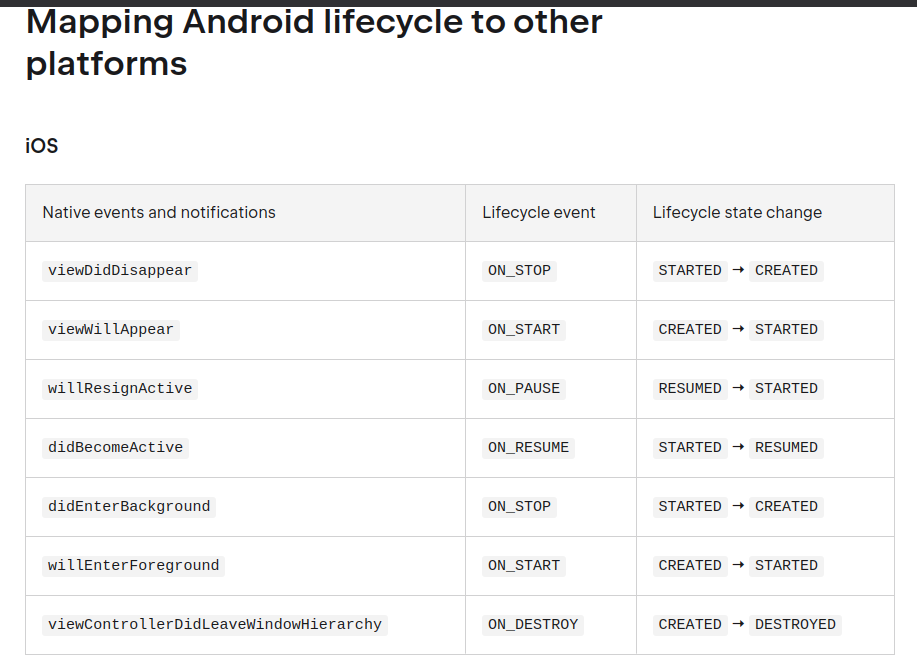 Mapping Android lifecycle to other
platforms
iOS
Native events and notifications Lifecycle event Lifecycle state change
viewDidDisappear ON_STOP STARTED → CREATED
viewWillAppear ON_START CREATED → STARTED
willResignActive ON_PAUSE RESUMED → STARTED
didBecomeActive ON_RESUME STARTED → RESUMED
didEnterBackground ON_STOP STARTED → CREATED
willEnterForeground ON_START CREATED → STARTED
viewControllerDidLeaveWindowHierarchy ON_DESTROY CREATED → DESTROYED